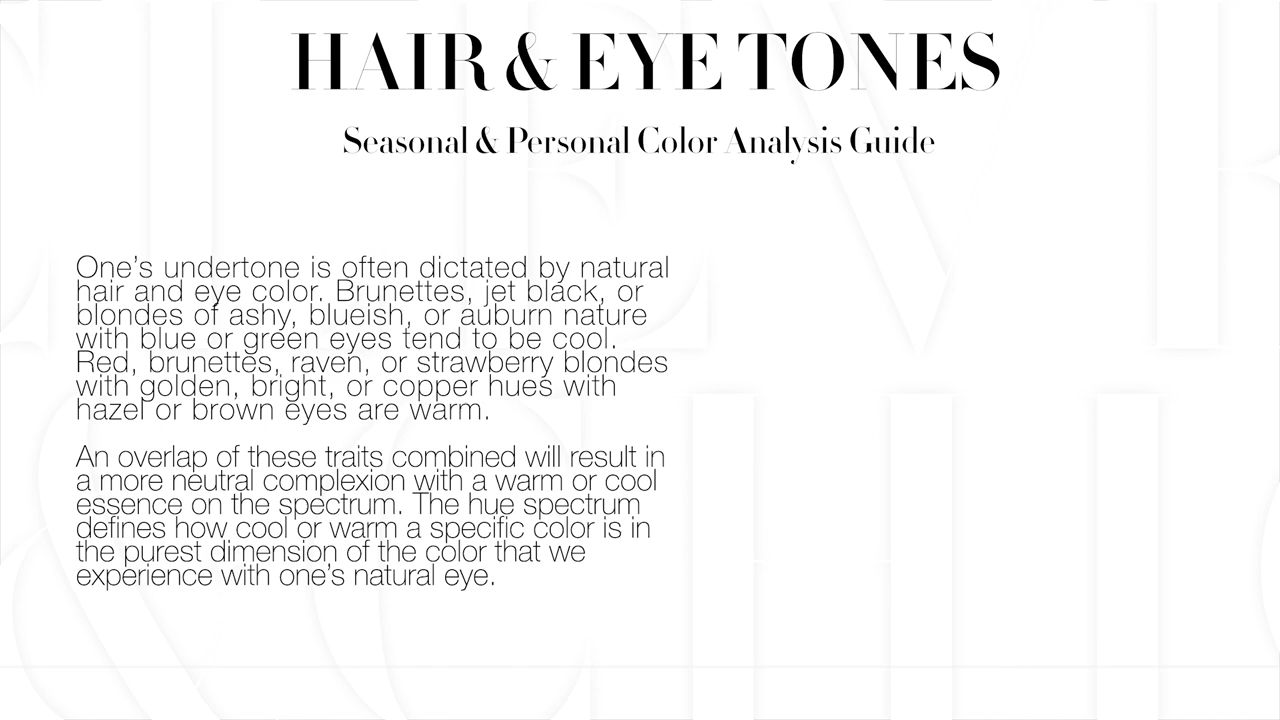 HAIR & EYE TONES
Seasonal & Personal Color Analysis Guide
One’s undertone is often dictated by natural
hair and eye color. Brunettes, jet black, or
blondes of ashy, blueish, or auburn nature
with blue or green eyes tend to be cool.
Red, brunettes, raven, or strawberry blondes
with golden, bright, or copper hues with
hazel or brown eyes are warm.
An overlap of these traits combined will result in
a more neutral complexion with a warm or cool
essence on the spectrum. The hue spectrum
defines how cool or warm a specific color is in
the purest dimension of the color that we
experience with one’s natural eye.